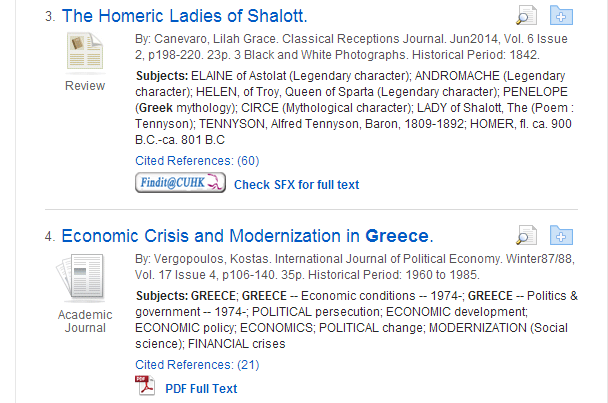 3. The Homeric Ladies of Shalott.
By: Canevaro, Lilah Grace. Classical Receptions Journal. Jun2014, Vol. 6 Issue
2, p198-220. 23p. 3 Black and White Photographs. Historical Period: 1842.
Review
Subjects: ELAINE of Astolat (Legendary character); ANDROMACHE (Legendary
character); HELEN, of Troy, Queen of Sparta (Legendary character); PENELOPE
(Greek mythology); CIRCE (Mythological character); LADY of Shalott, The (Poem :
Tennyson); TENNYSON, Alfred Tennyson, Baron, 1809-1892; HOMER, fl. ca. 900
B.C.-ca. 801 B.C
Cited References: (60)
Findit@CUHK Check SFX for full text
4. Economic Crisis and Modernization in Greece.
By: Vergopoulos, Kostas. International Journal of Political Economy. Winter87/88,
Vol. 17 Issue 4, p106-140. 35p. Historical Period: 1960 to 1985.
Academic
Journal
Subjects: GREECE; GREECE -- Economic conditions -- 1974-; GREECE -- Politics &
government -- 1974-; POLITICAL persecution; ECONOMIC development;
ECONOMIC policy; ECONOMICS; POLITICAL change; MODERNIZATION (Social
science); FINANCIAL crises
Cited References: (21)
PDF PDF Full Text